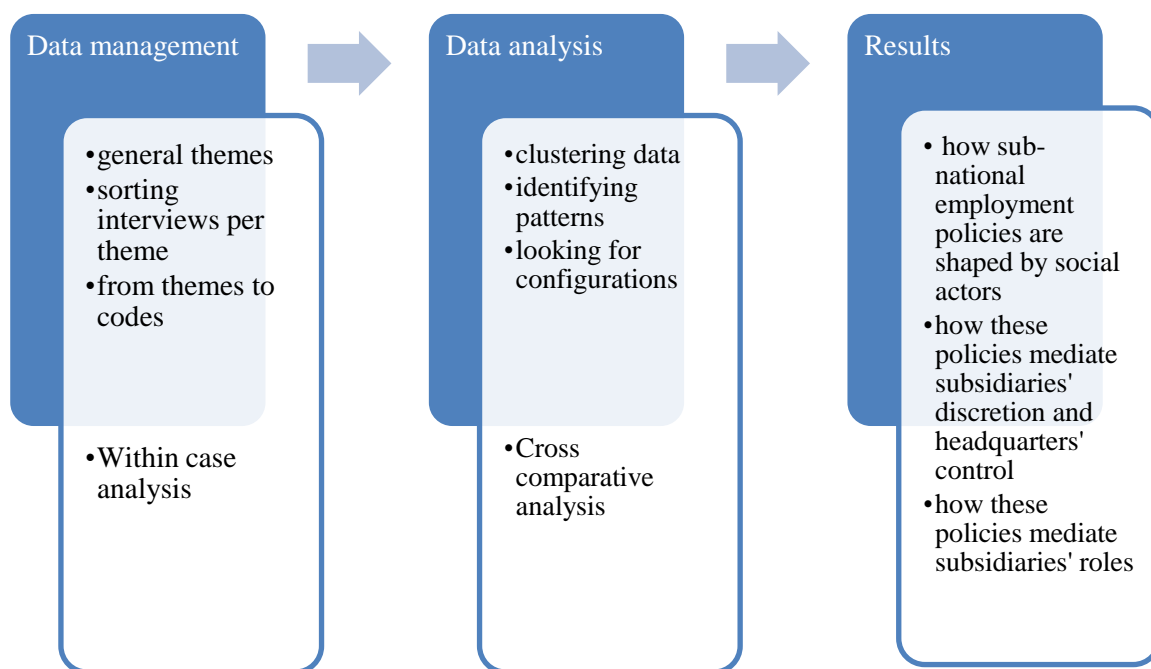 Data management
•general themes
•sorting
interviews per
theme
•from themes to
codes
•Within case
analysis
Data analysis
•clustering data
•identifying
patterns
•looking for
configurations
•Cross
comparative
analysis
Results
• how sub-
national
employment
policies are
shaped by social
actors
•how these
policies mediate
subsidiaries'
discretion and
headquarters'
control
•how these
policies mediate
subsidiaries' roles